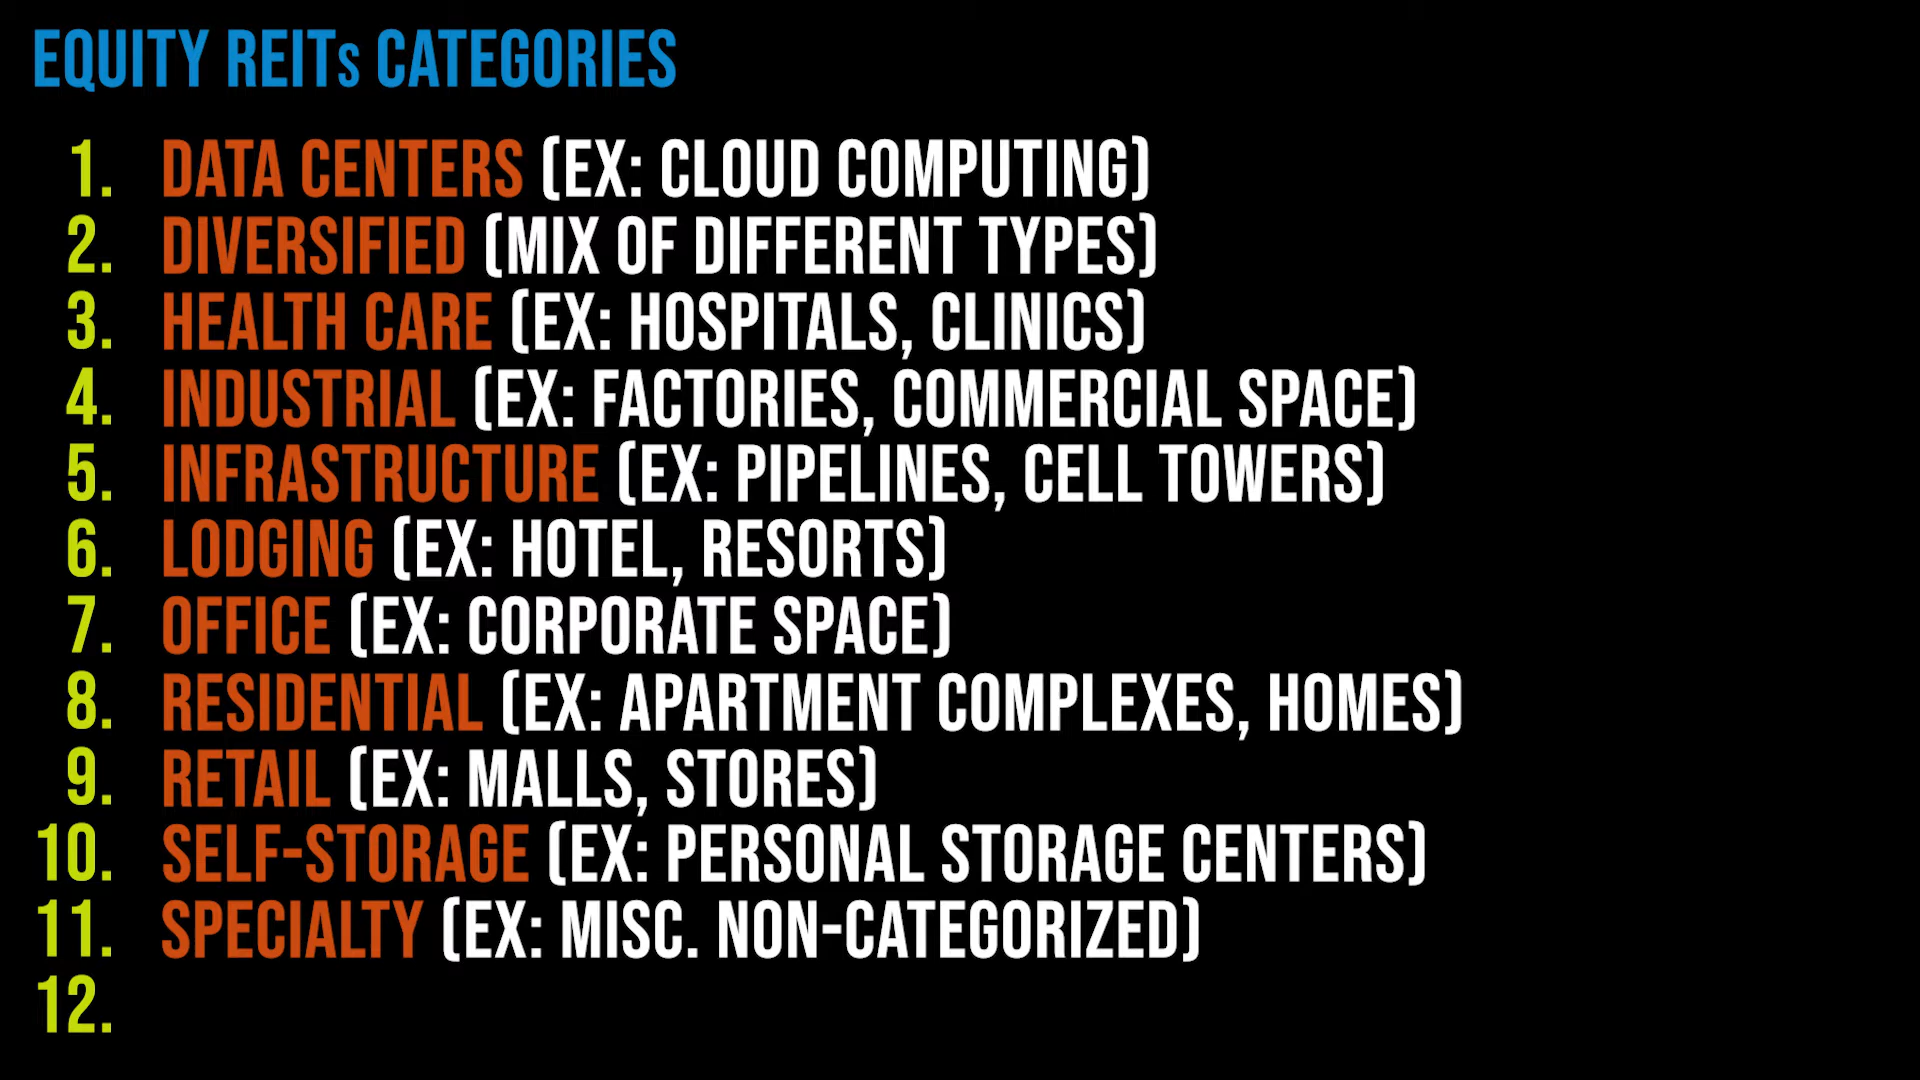 EQUITY REITs CATEGORIES
1. DATA CENTERS (EX: CLOUD COMPUTING)
2. DIVERSIFIED (MIX OF DIFFERENT TYPES)
3. HEALTH CARE (EX: HOSPITALS, CLINICS)
4. INDUSTRIAL (EX: FACTORIES, COMMERCIAL SPACE)
5. INFRASTRUCTURE (EX: PIPELINES, CELL TOWERS)
6. LODGING (EX: HOTEL, RESORTS)
7. OFFICE (EX: CORPORATE SPACE)
8. RESIDENTIAL (EX: APARTMENT COMPLEXES, HOMES)
9. RETAIL (EX: MALLS, STORES)
10. SELF-STORAGE (EX: PERSONAL STORAGE CENTERS)
11. SPECIALTY (EX: MISC. NON-CATEGORIZED)
12.